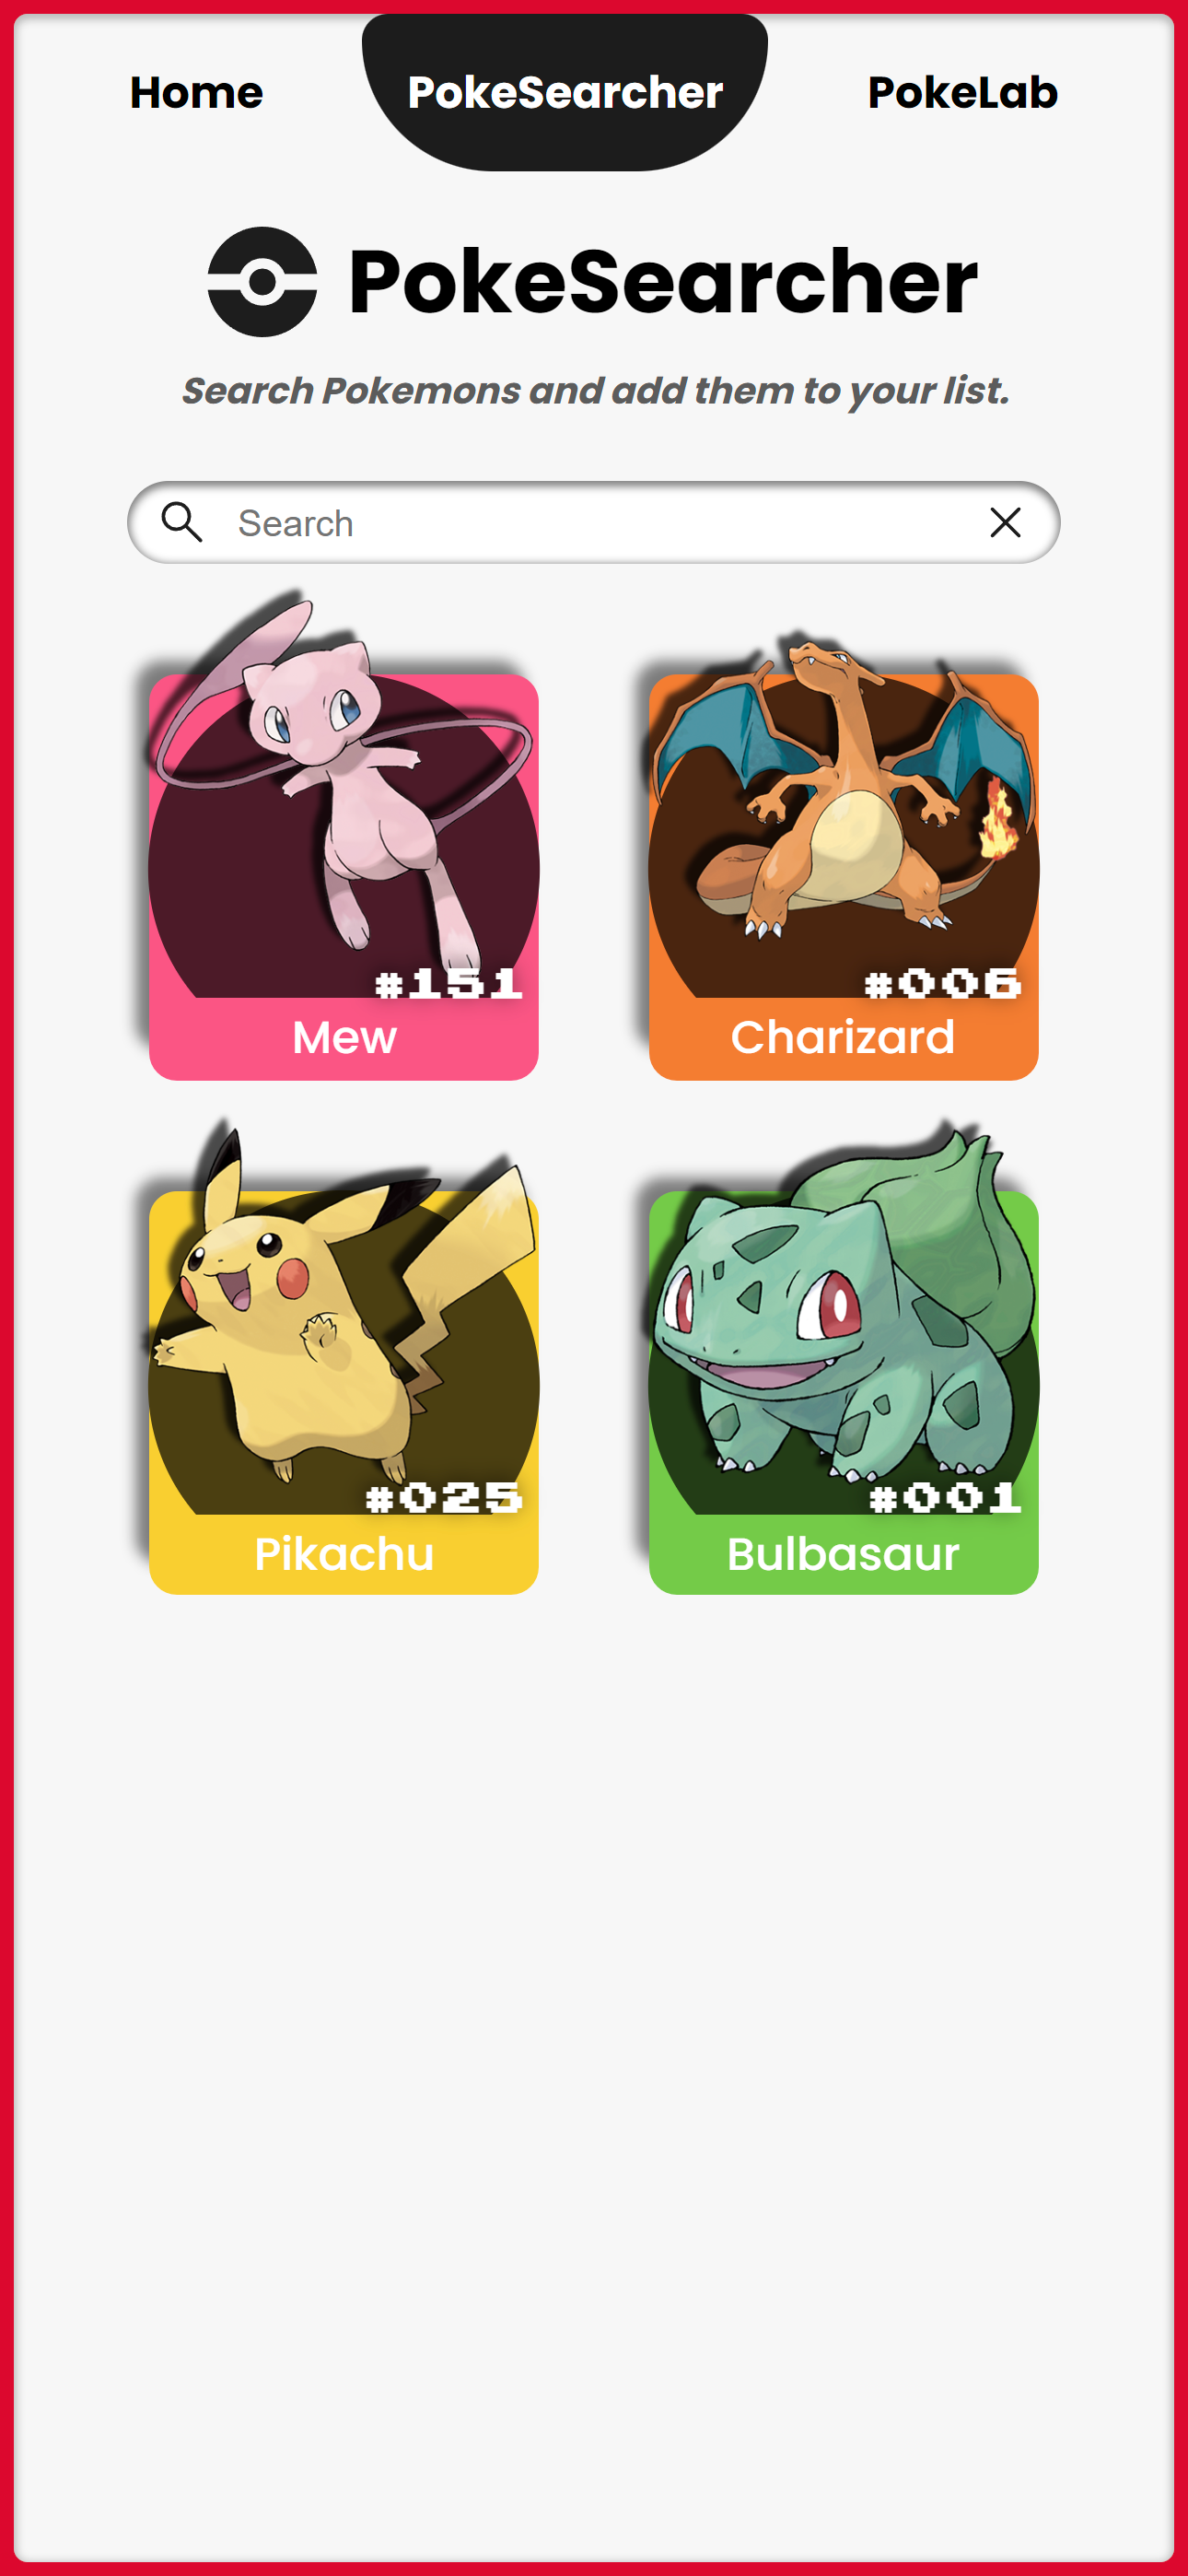 Home PokeSearcher PokeLab
PokeSearcher
Search Pokemons and add them to your list.
Search
#151 #006
Mew Charizard
#025 #001
Pikachu Bulbasaur